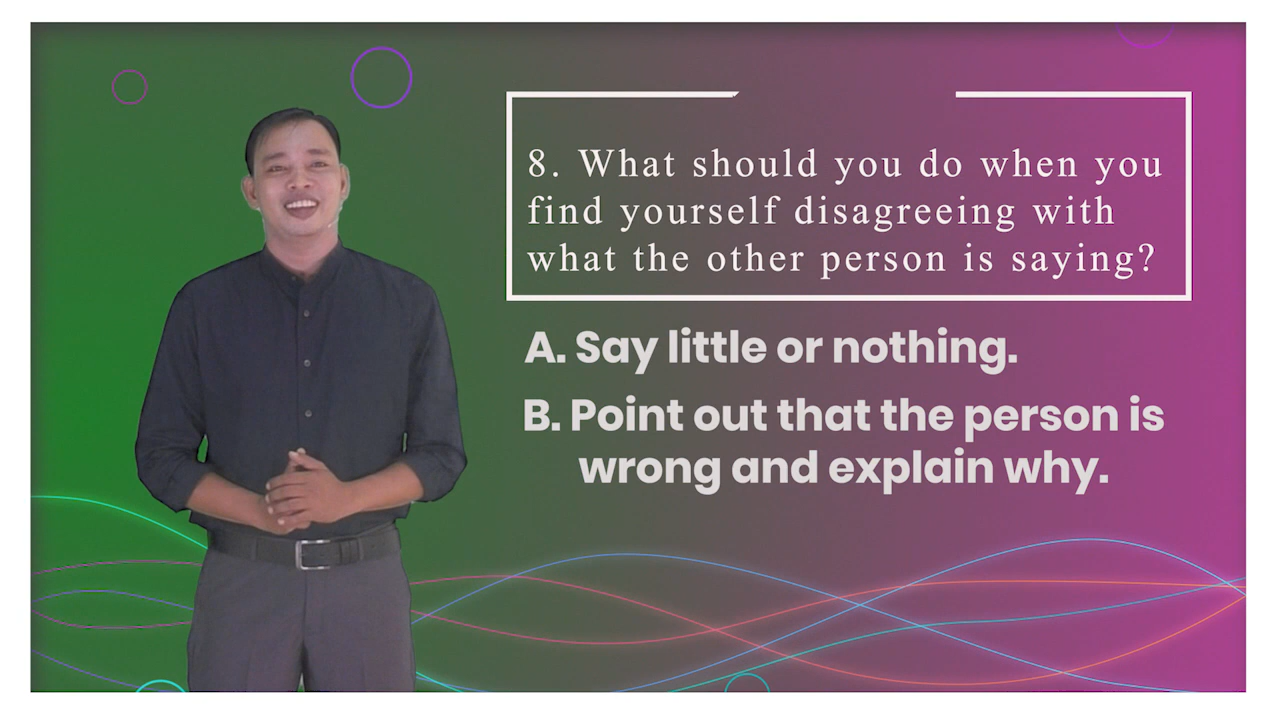 8. What should you do when you
find yourself disagreeing with
what the other person is saying?
A. Say little or nothing.
B. Point out that the person is
wrong and explain why.